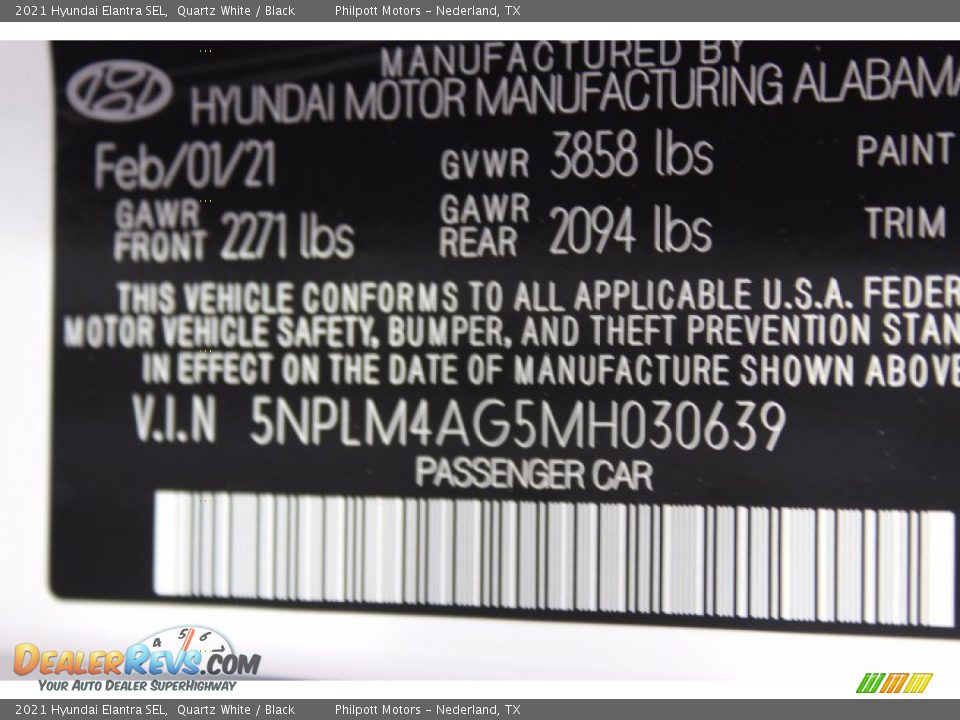 2021 Hyundai Elantra SEL, Quartz White / Black Philpott Motors – Nederland, TX
MANUFACTURED BY
HYUNDAI MOTOR MANUFACTURING ALABAMA
Feb/01/21 GVWR 3858 lbs PAINT
GAWR FRONT 2271 lbs GAWR REAR 2094 lbs TRIM
THIS VEHICLE CONFORMS TO ALL APPLICABLE U.S.A. FEDER
MOTOR VEHICLE SAFETY, BUMPER, AND THEFT PREVENTION STAN
IN EFFECT ON THE DATE OF MANUFACTURE SHOWN ABOVE
V.I.N 5NPLM4AG5MH030639
PASSENGER CAR
4 5 6
DEALERREVS.COM
YOUR AUTO DEALER SUPERHIGHWAY
2021 Hyundai Elantra SEL, Quartz White / Black Philpott Motors – Nederland, TX